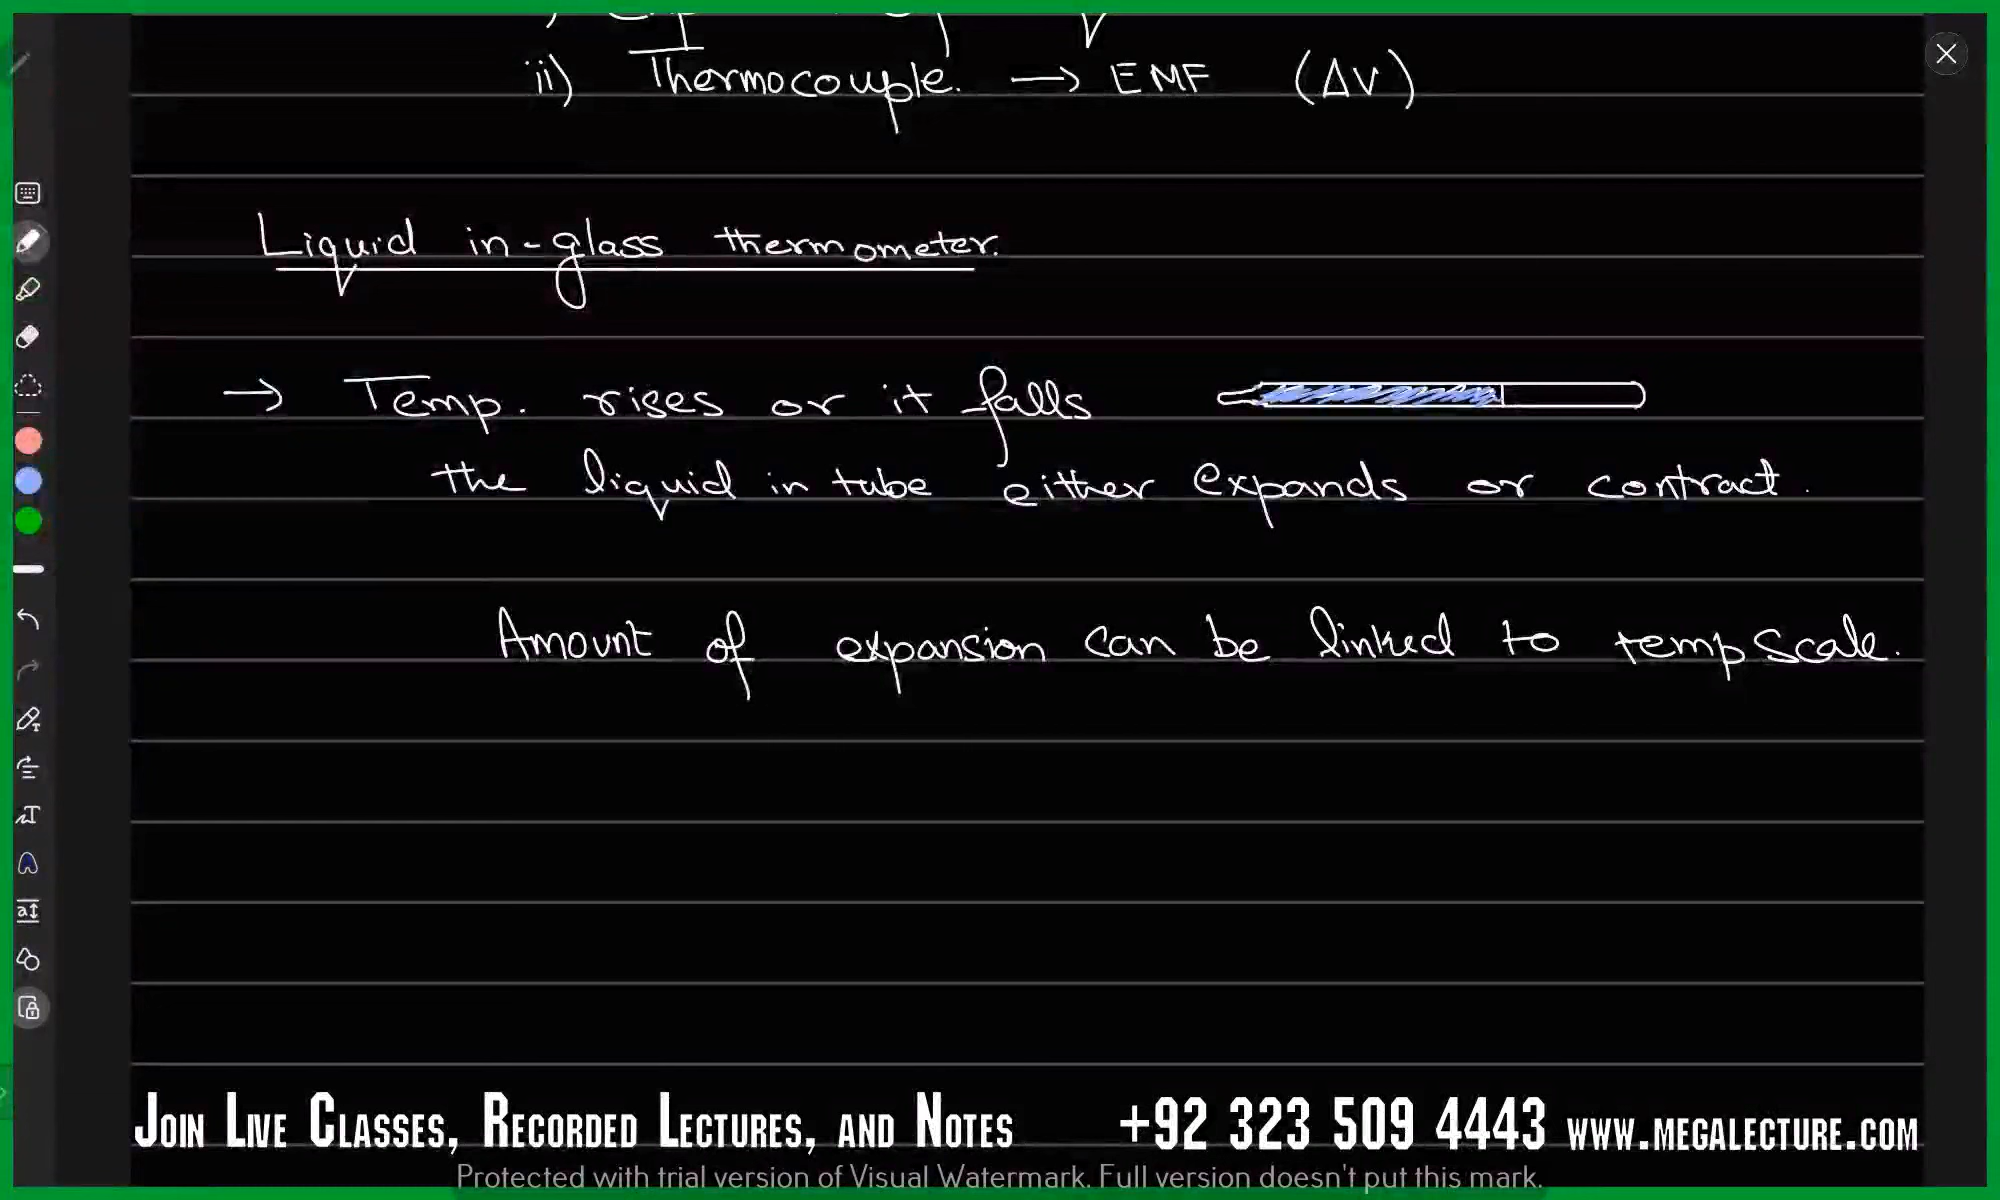 ii) Thermocouple. → EMF (ΔV)
Liquid in-glass thermometer.
→ Temp. rises or it falls
the liquid in tube either expands or contract.
Amount of expansion can be linked to temp scale.
JOIN LIVE CLASSES, RECORDED LECTURES, AND NOTES +92 323 509 4443 WWW.MEGALECTURE.COM
Protected with trial version of Visual Watermark. Full version doesn't put this mark.